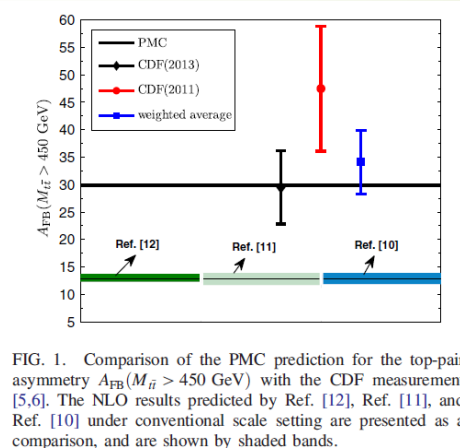 60
55
50
45
40
35
30
25
20
15
10
5
A_FB(M_tt̄ > 450 GeV)
PMC
CDF(2013)
CDF(2011)
weighted average
Ref. [12]
Ref. [11]
Ref. [10]
FIG. 1. Comparison of the PMC prediction for the top-pair
asymmetry A_FB(M_tt̄ > 450 GeV) with the CDF measurement
[5,6]. The NLO results predicted by Ref. [12], Ref. [11], and
Ref. [10] under conventional scale setting are presented as a
comparison, and are shown by shaded bands.